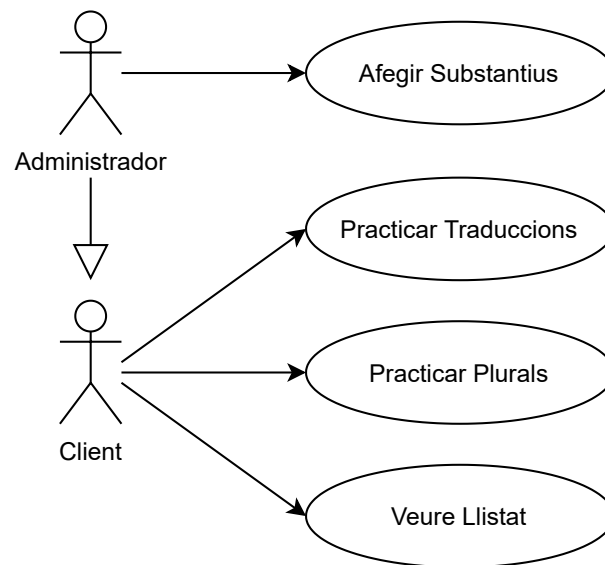 Afegir Substantius
Administrador
Practicar Traduccions
Practicar Plurals
Client
Veure Llistat